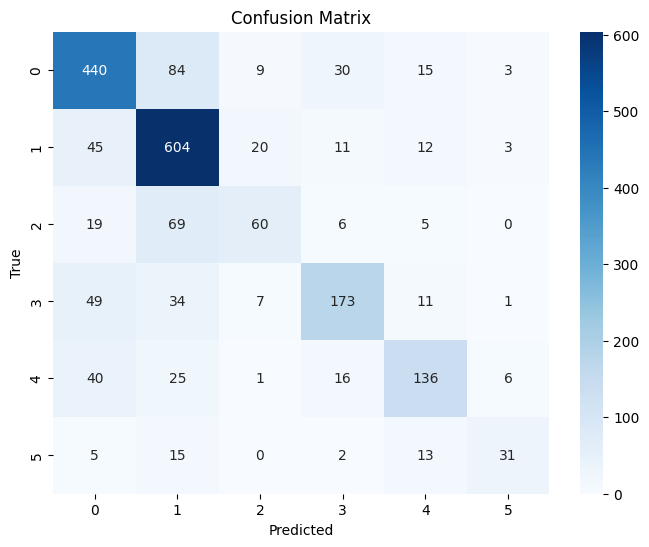 Confusion Matrix
True
0 440 84 9 30 15 3
1 45 604 20 11 12 3
2 19 69 60 6 5 0
3 49 34 7 173 11 1
4 40 25 1 16 136 6
5 5 15 0 2 13 31
0 1 2 3 4 5
Predicted
600
500
400
300
200
100
0